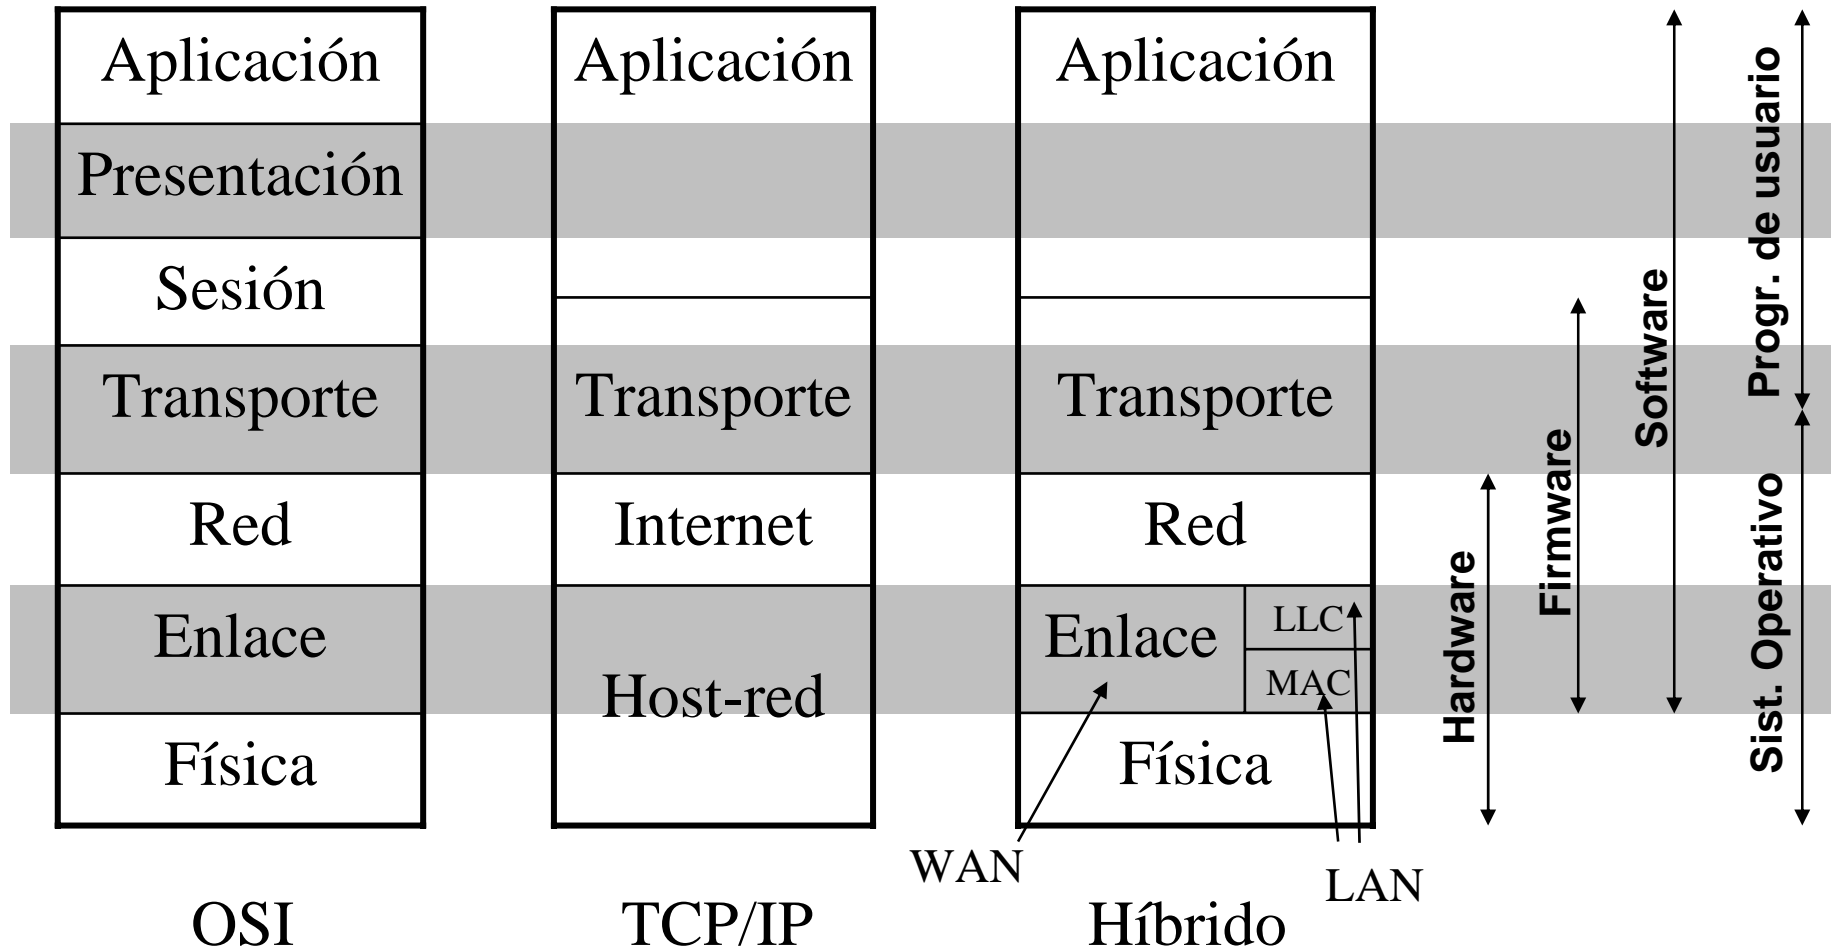 Aplicación
Presentación
Sesión
Transporte
Red
Enlace
Física
OSI
Aplicación
Transporte
Internet
Host-red
TCP/IP
Aplicación
Transporte
Red
Enlace
LLC
MAC
Física
WAN
LAN
Híbrido
Hardware
Firmware
Software
Progr. de usuario
Sist. Operativo